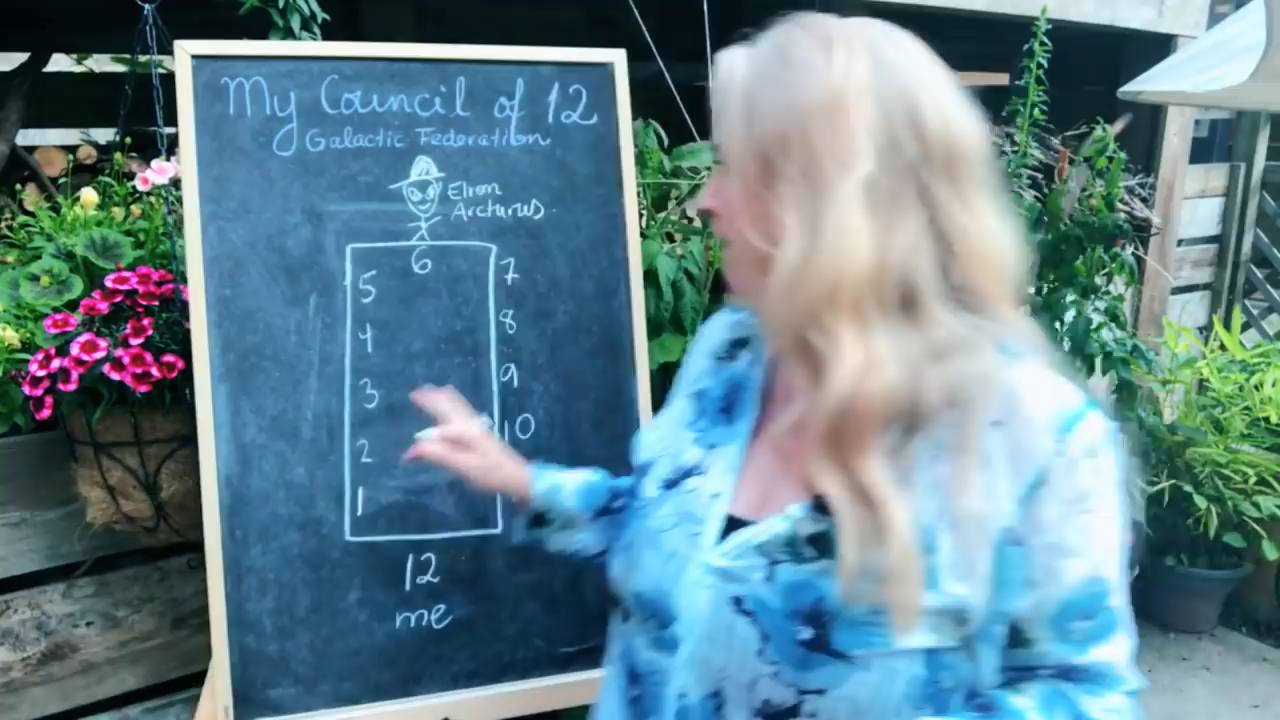 My Council of 12
Galactic Federation
Elron
Arcturus
6
5 7
4 8
3 9
2 10
1
12
me